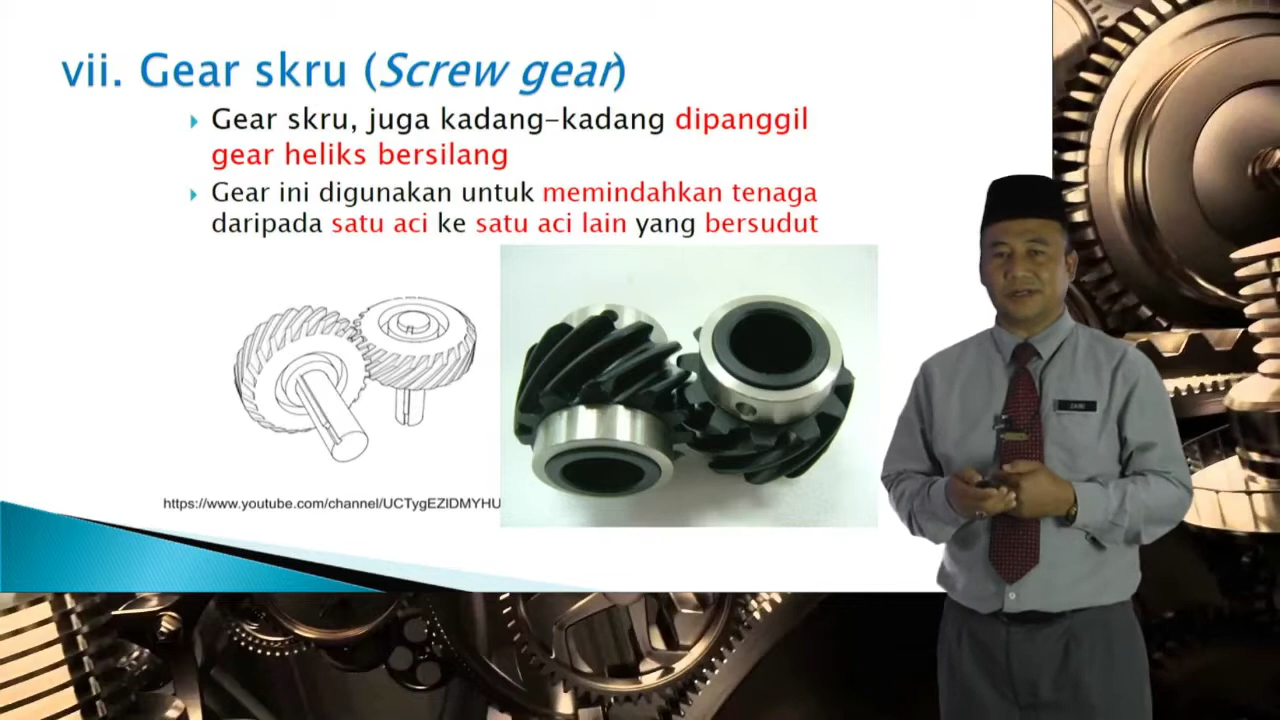 vii. Gear skru (Screw gear)
Gear skru, juga kadang-kadang dipanggil
gear heliks bersilang
Gear ini digunakan untuk memindahkan tenaga
daripada satu aci ke satu aci lain yang bersudut
https://www.youtube.com/channel/UCTygEZIDMYHU